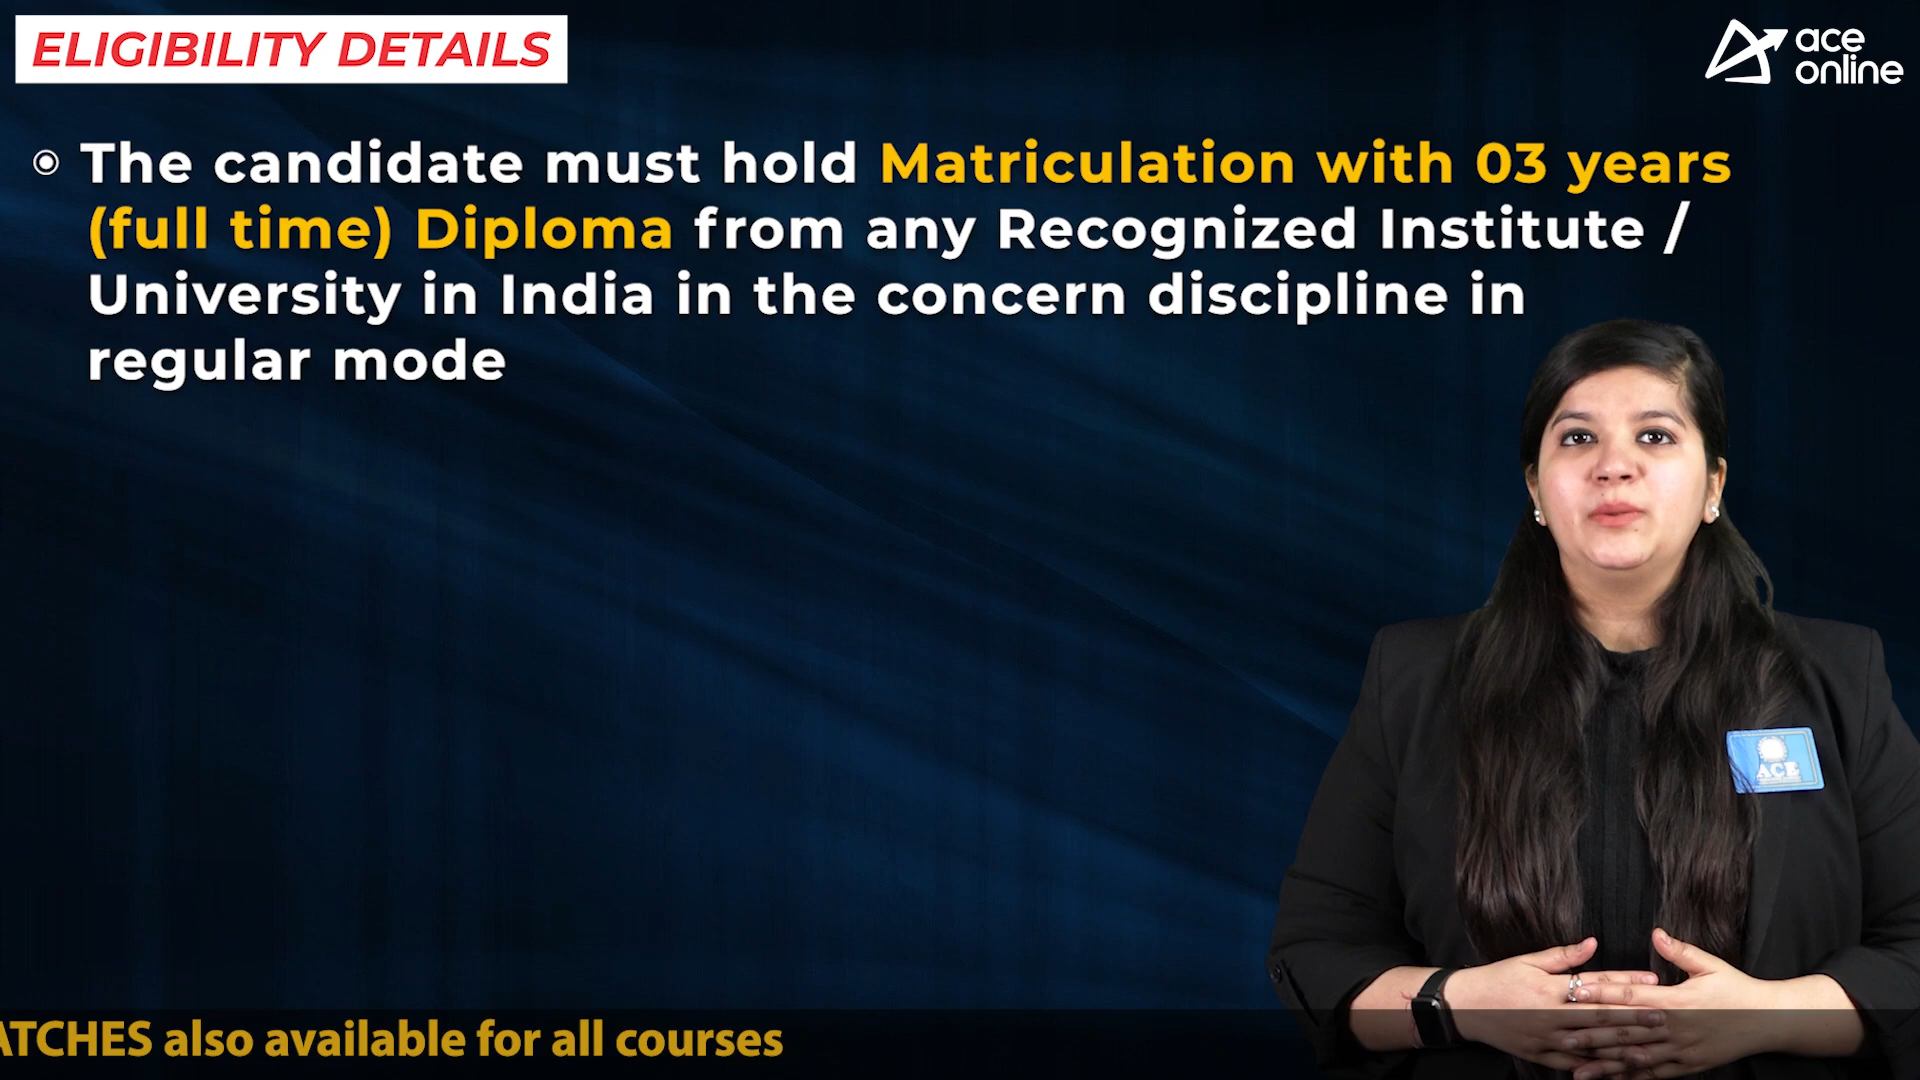 ELIGIBILITY DETAILS
ace
online
The candidate must hold Matriculation with 03 years
(full time) Diploma from any Recognized Institute /
University in India in the concern discipline in
regular mode
ACE
ATCHES also available for all courses